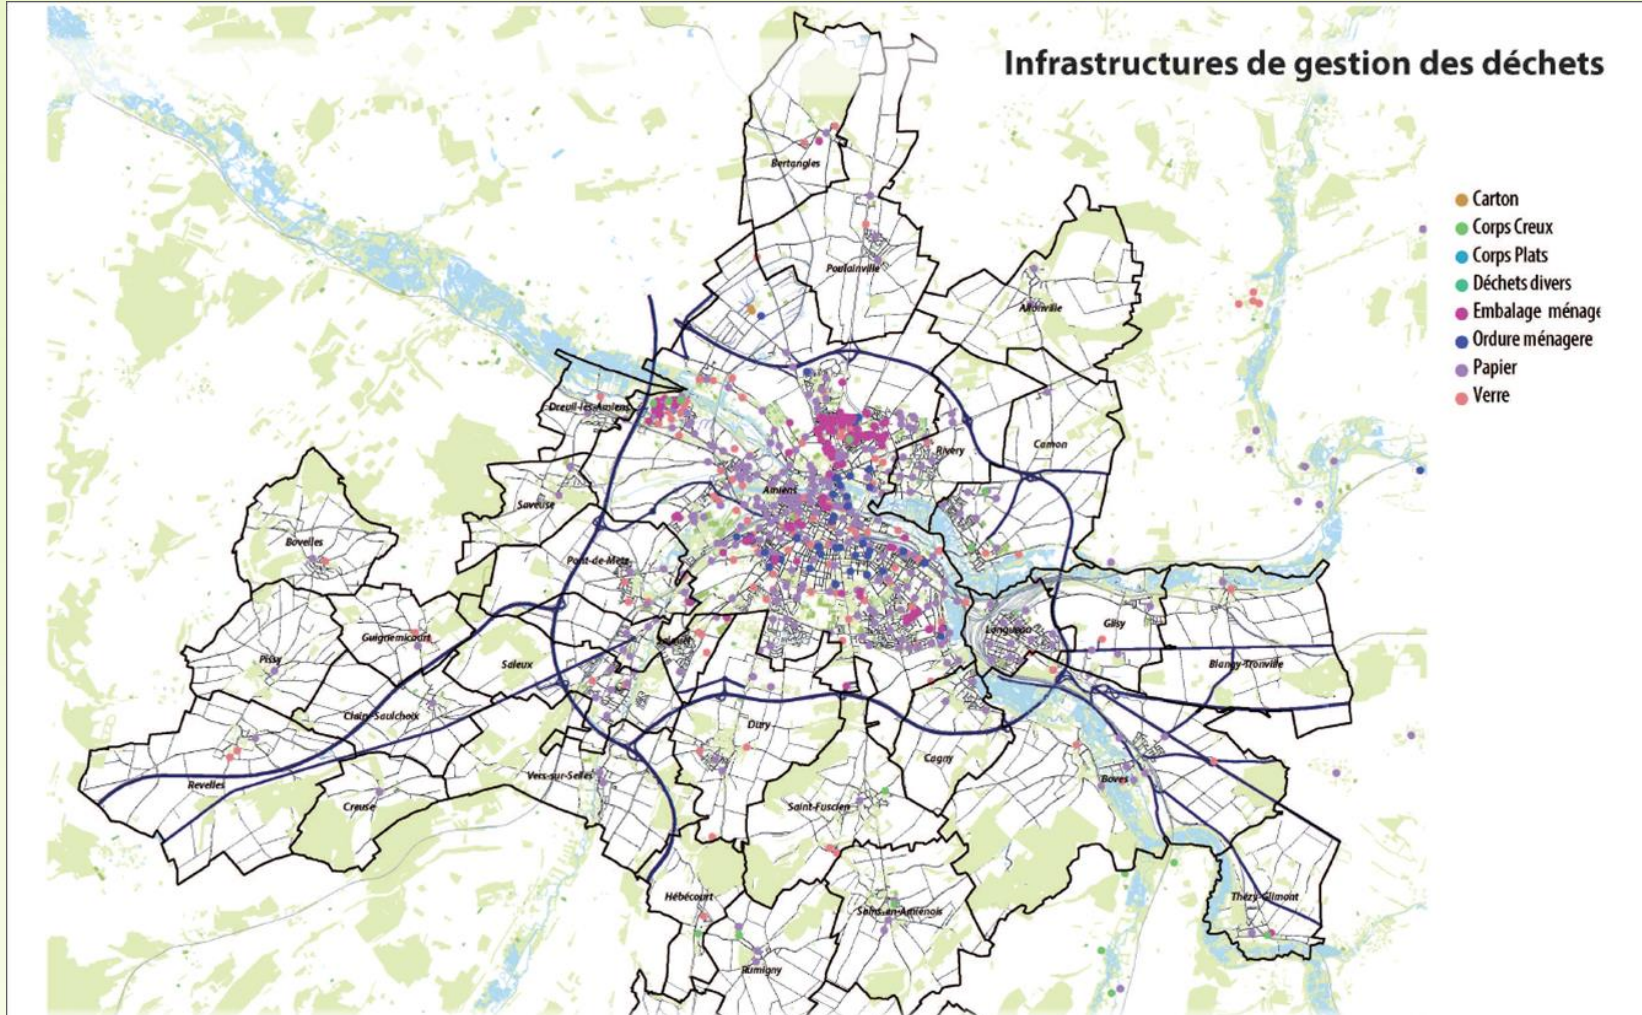 Infrastructures de gestion des déchets
Carton
Corps Creux
Corps Plats
Déchets divers
Embalage ménage
Ordure ménagere
Papier
Verre
Bertangles
Poulainville
Allonville
Dreuil-lès-Amiens
Camon
Rivery
Amiens
Saveuse
Bovelles
Pont-de-Metz
Guignemicourt
Salouël
Longueau
Glisy
Pissy
Saleux
Blangy-Tronville
Clairy-Saulchoix
Dury
Cagny
Vers-sur-Selles
Boves
Revelles
Creuse
Saint-Fuscien
Hébécourt
Thézy-Glimont
Sains-en-Amiénois
Rumigny